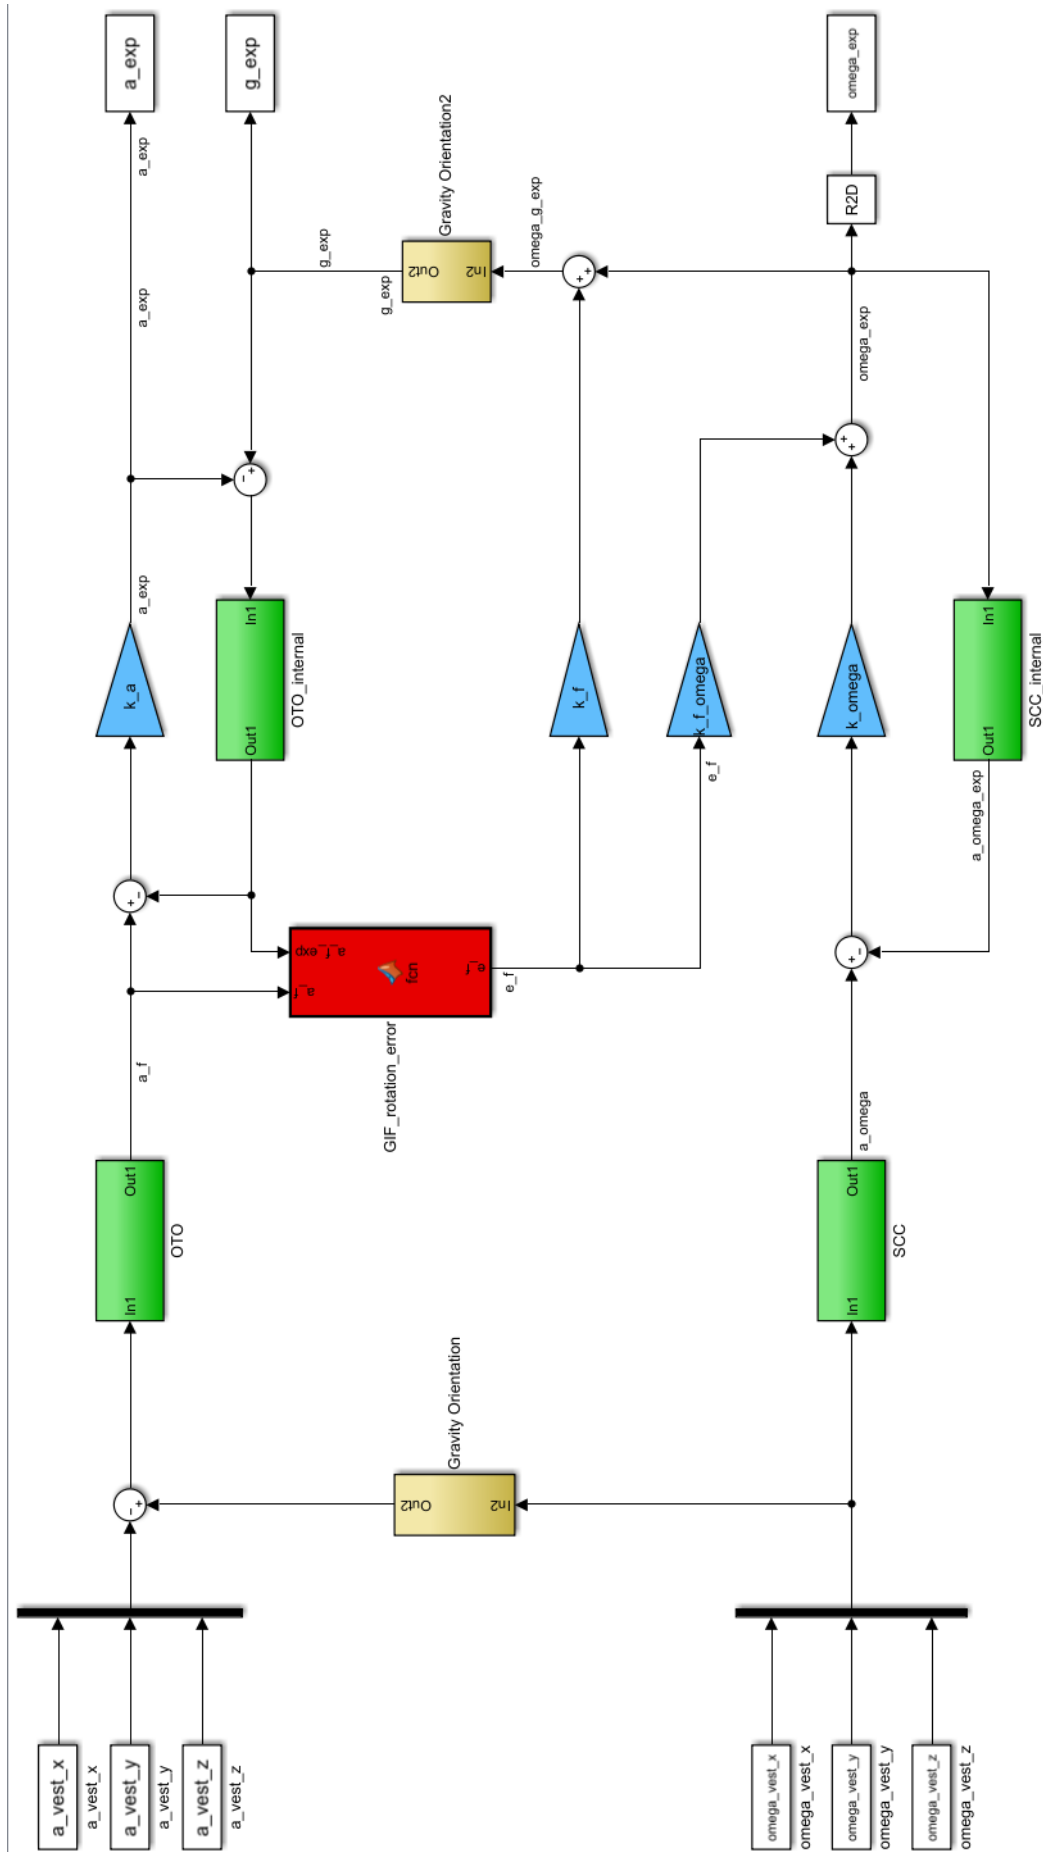 a_exp
g_exp
omega_exp
a_exp
R2D
Gravity Orientation2
omega_g_exp
g_exp
Out2
In2
g_exp
+
+
a_exp
omega_exp
+
+
-
+
a_exp
k_a
In1
Out1
OTO_internal
k_f
k_f_omega
k_omega
In1
Out1
SCC_internal
e_f
a_omega_exp
+
-
a_f_exp
a_f
fcn
e_f
GIF_rotation_error
e_f
+
-
a_f
a_omega
Out1
In1
OTO
Out1
In1
SCC
Gravity Orientation
Out2
In2
-
+
a_vest_x
a_vest_x
a_vest_y
a_vest_y
a_vest_z
a_vest_z
omega_vest_x
omega_vest_x
omega_vest_y
omega_vest_y
omega_vest_z
omega_vest_z